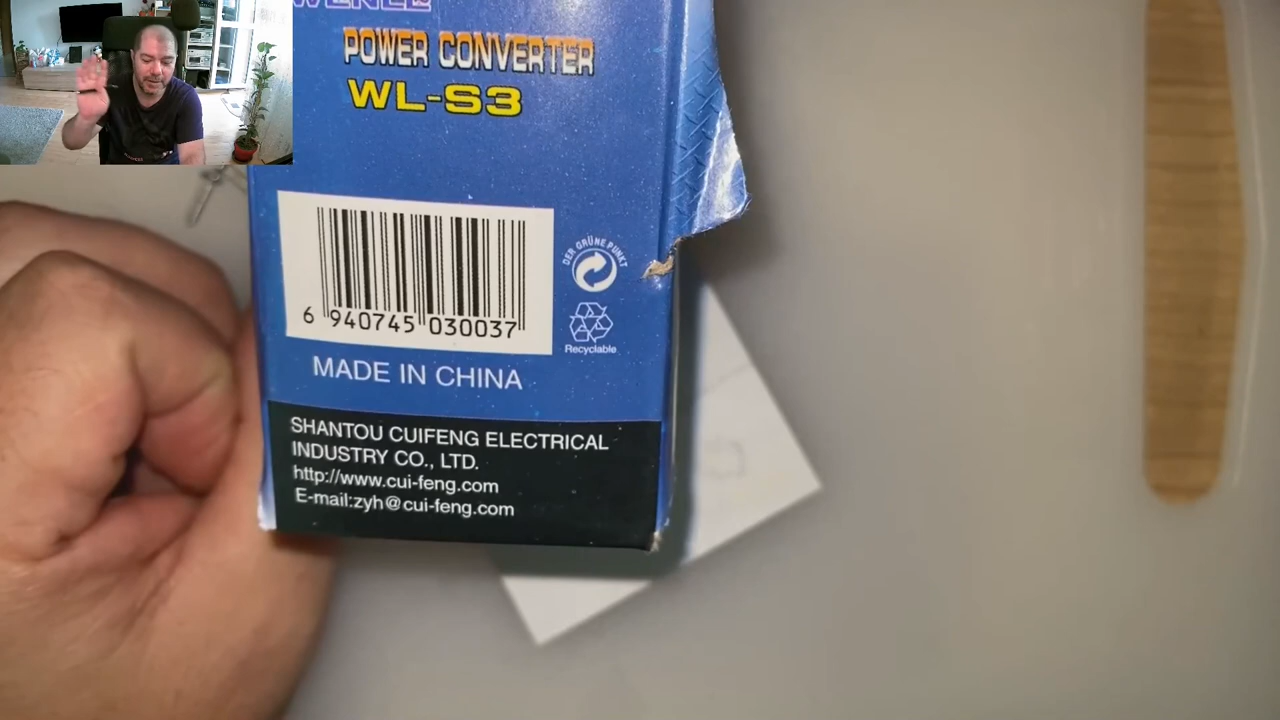 WENLE
POWER CONVERTER
WL-S3
6 940745 030037
DER GRÜNE PUNKT
Recyclable
MADE IN CHINA
SHANTOU CUIFENG ELECTRICAL
INDUSTRY CO., LTD.
http://www.cui-feng.com
E-mail:zyh@cui-feng.com